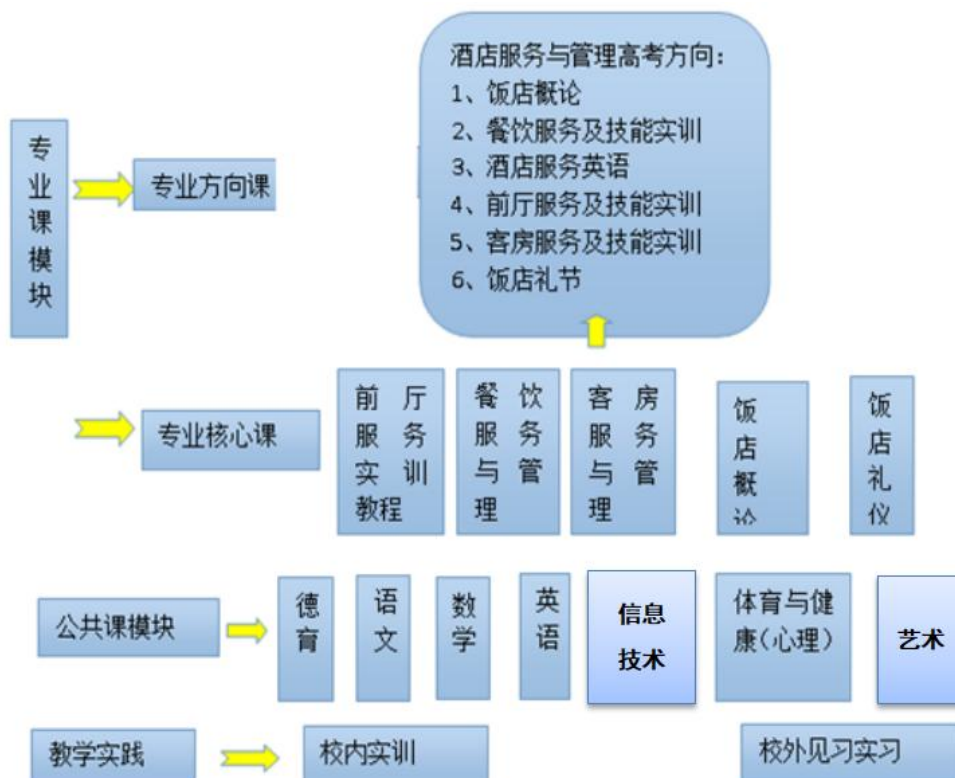 酒店服务与管理高考方向：
1、饭店概论
2、餐饮服务及技能实训
3、酒店服务英语
4、前厅服务及技能实训
5、客房服务及技能实训
6、饭店礼节
专业课模块
专业方向课
专业核心课
前厅
服务
实训
教程
餐饮
服务
与管
理
客房
服务
与管
理
饭店概论
饭店礼仪
公共课模块
德育
语文
数学
英语
信息
技术
体育与健
康(心理)
艺术
教学实践
校内实训
校外见习实习